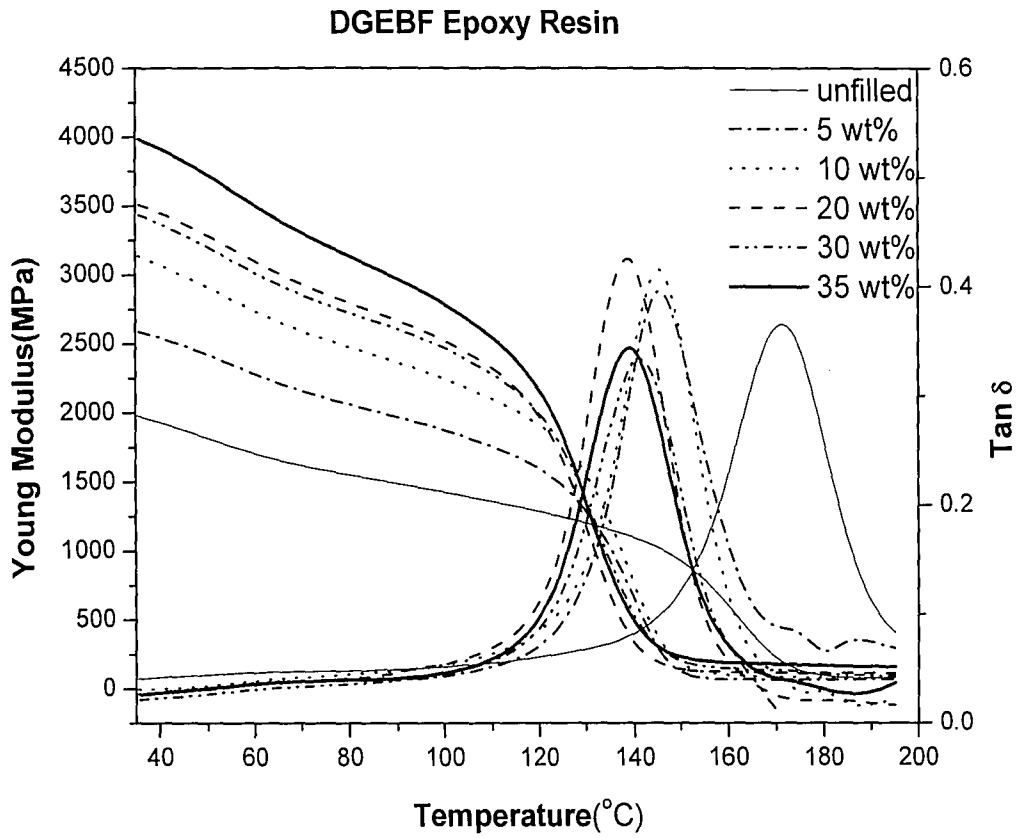 DGEBF Epoxy Resin
4500
4000
3500
3000
2500
2000
1500
1000
500
0
Young Modulus(MPa)
0.6
0.4
0.2
0.0
Tan δ
unfilled
5 wt%
10 wt%
20 wt%
30 wt%
35 wt%
40 60 80 100 120 140 160 180 200
Temperature(°C)